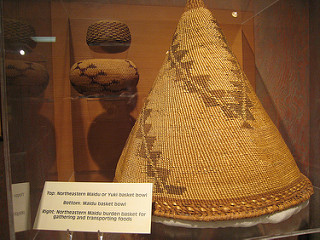 Top: Northeastern Maidu or Yuki basket bowl
Bottom: Maidu basket bowl
Right: Northeastern Maidu burden basket for
gathering and transporting foods